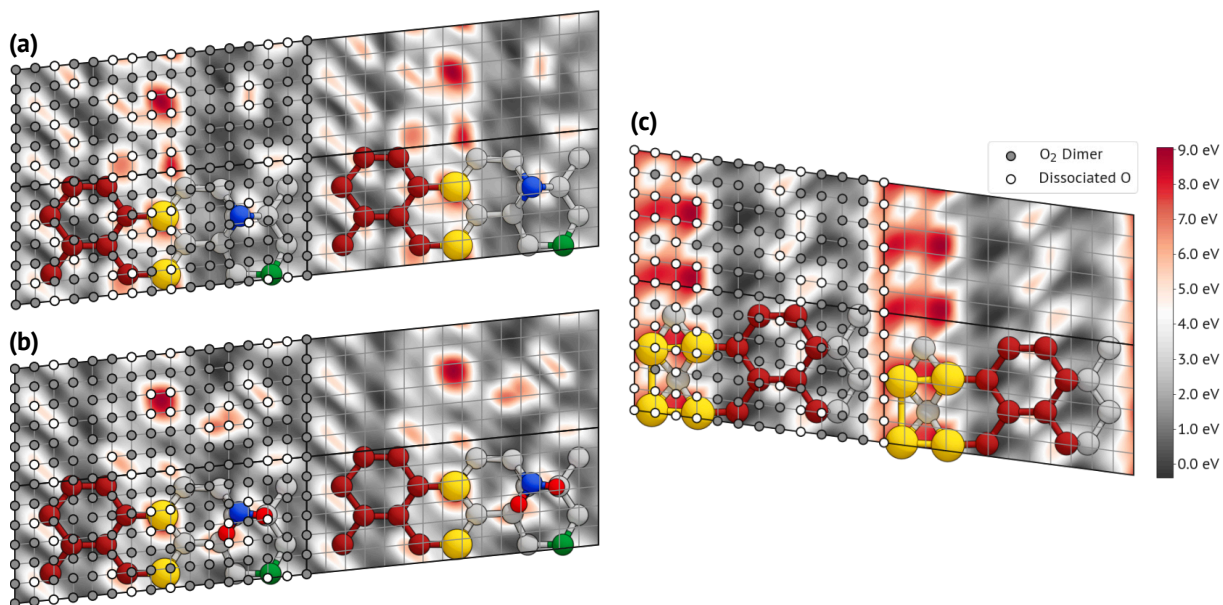 (a)
(b)
(c)
O₂ Dimer
Dissociated O
9.0 eV
8.0 eV
7.0 eV
6.0 eV
5.0 eV
4.0 eV
3.0 eV
2.0 eV
1.0 eV
0.0 eV